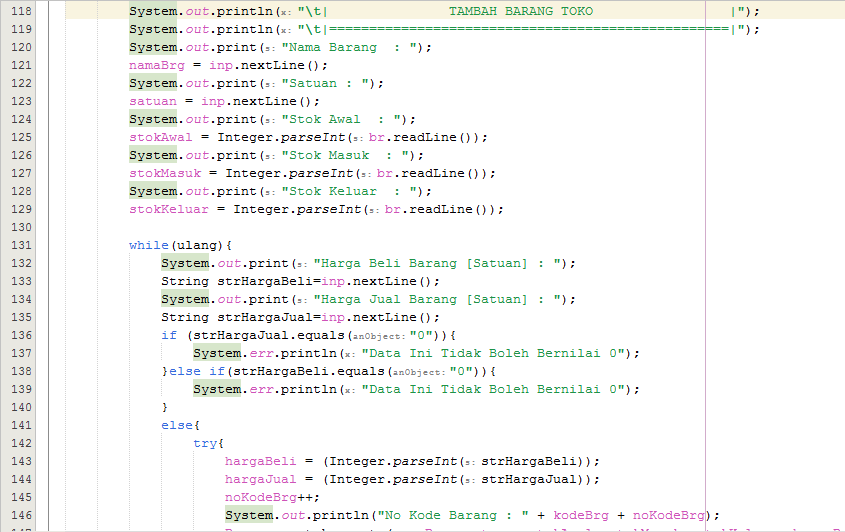 118 System.out.println(x: "\t|               TAMBAH BARANG TOKO                 |");
119 System.out.println(x: "\t|==================================================|");
120 System.out.print(s: "Nama Barang  : ");
121 namaBrg = inp.nextLine();
122 System.out.print(s: "Satuan : ");
123 satuan = inp.nextLine();
124 System.out.print(s: "Stok Awal  : ");
125 stokAwal = Integer.parseInt(s: br.readLine());
126 System.out.print(s: "Stok Masuk  : ");
127 stokMasuk = Integer.parseInt(s: br.readLine());
128 System.out.print(s: "Stok Keluar  : ");
129 stokKeluar = Integer.parseInt(s: br.readLine());
130
131 while(ulang){
132 System.out.print(s: "Harga Beli Barang [Satuan] : ");
133 String strHargaBeli=inp.nextLine();
134 System.out.print(s: "Harga Jual Barang [Satuan] : ");
135 String strHargaJual=inp.nextLine();
136 if (strHargaJual.equals(anObject: "0")){
137 System.err.println(x: "Data Ini Tidak Boleh Bernilai 0");
138 }else if(strHargaBeli.equals(anObject: "0")){
139 System.err.println(x: "Data Ini Tidak Boleh Bernilai 0");
140 }
141 else{
142 try{
143 hargaBeli = (Integer.parseInt(s: strHargaBeli));
144 hargaJual = (Integer.parseInt(s: strHargaJual));
145 noKodeBrg++;
146 System.out.println("No Kode Barang : " + kodeBrg + noKodeBrg);